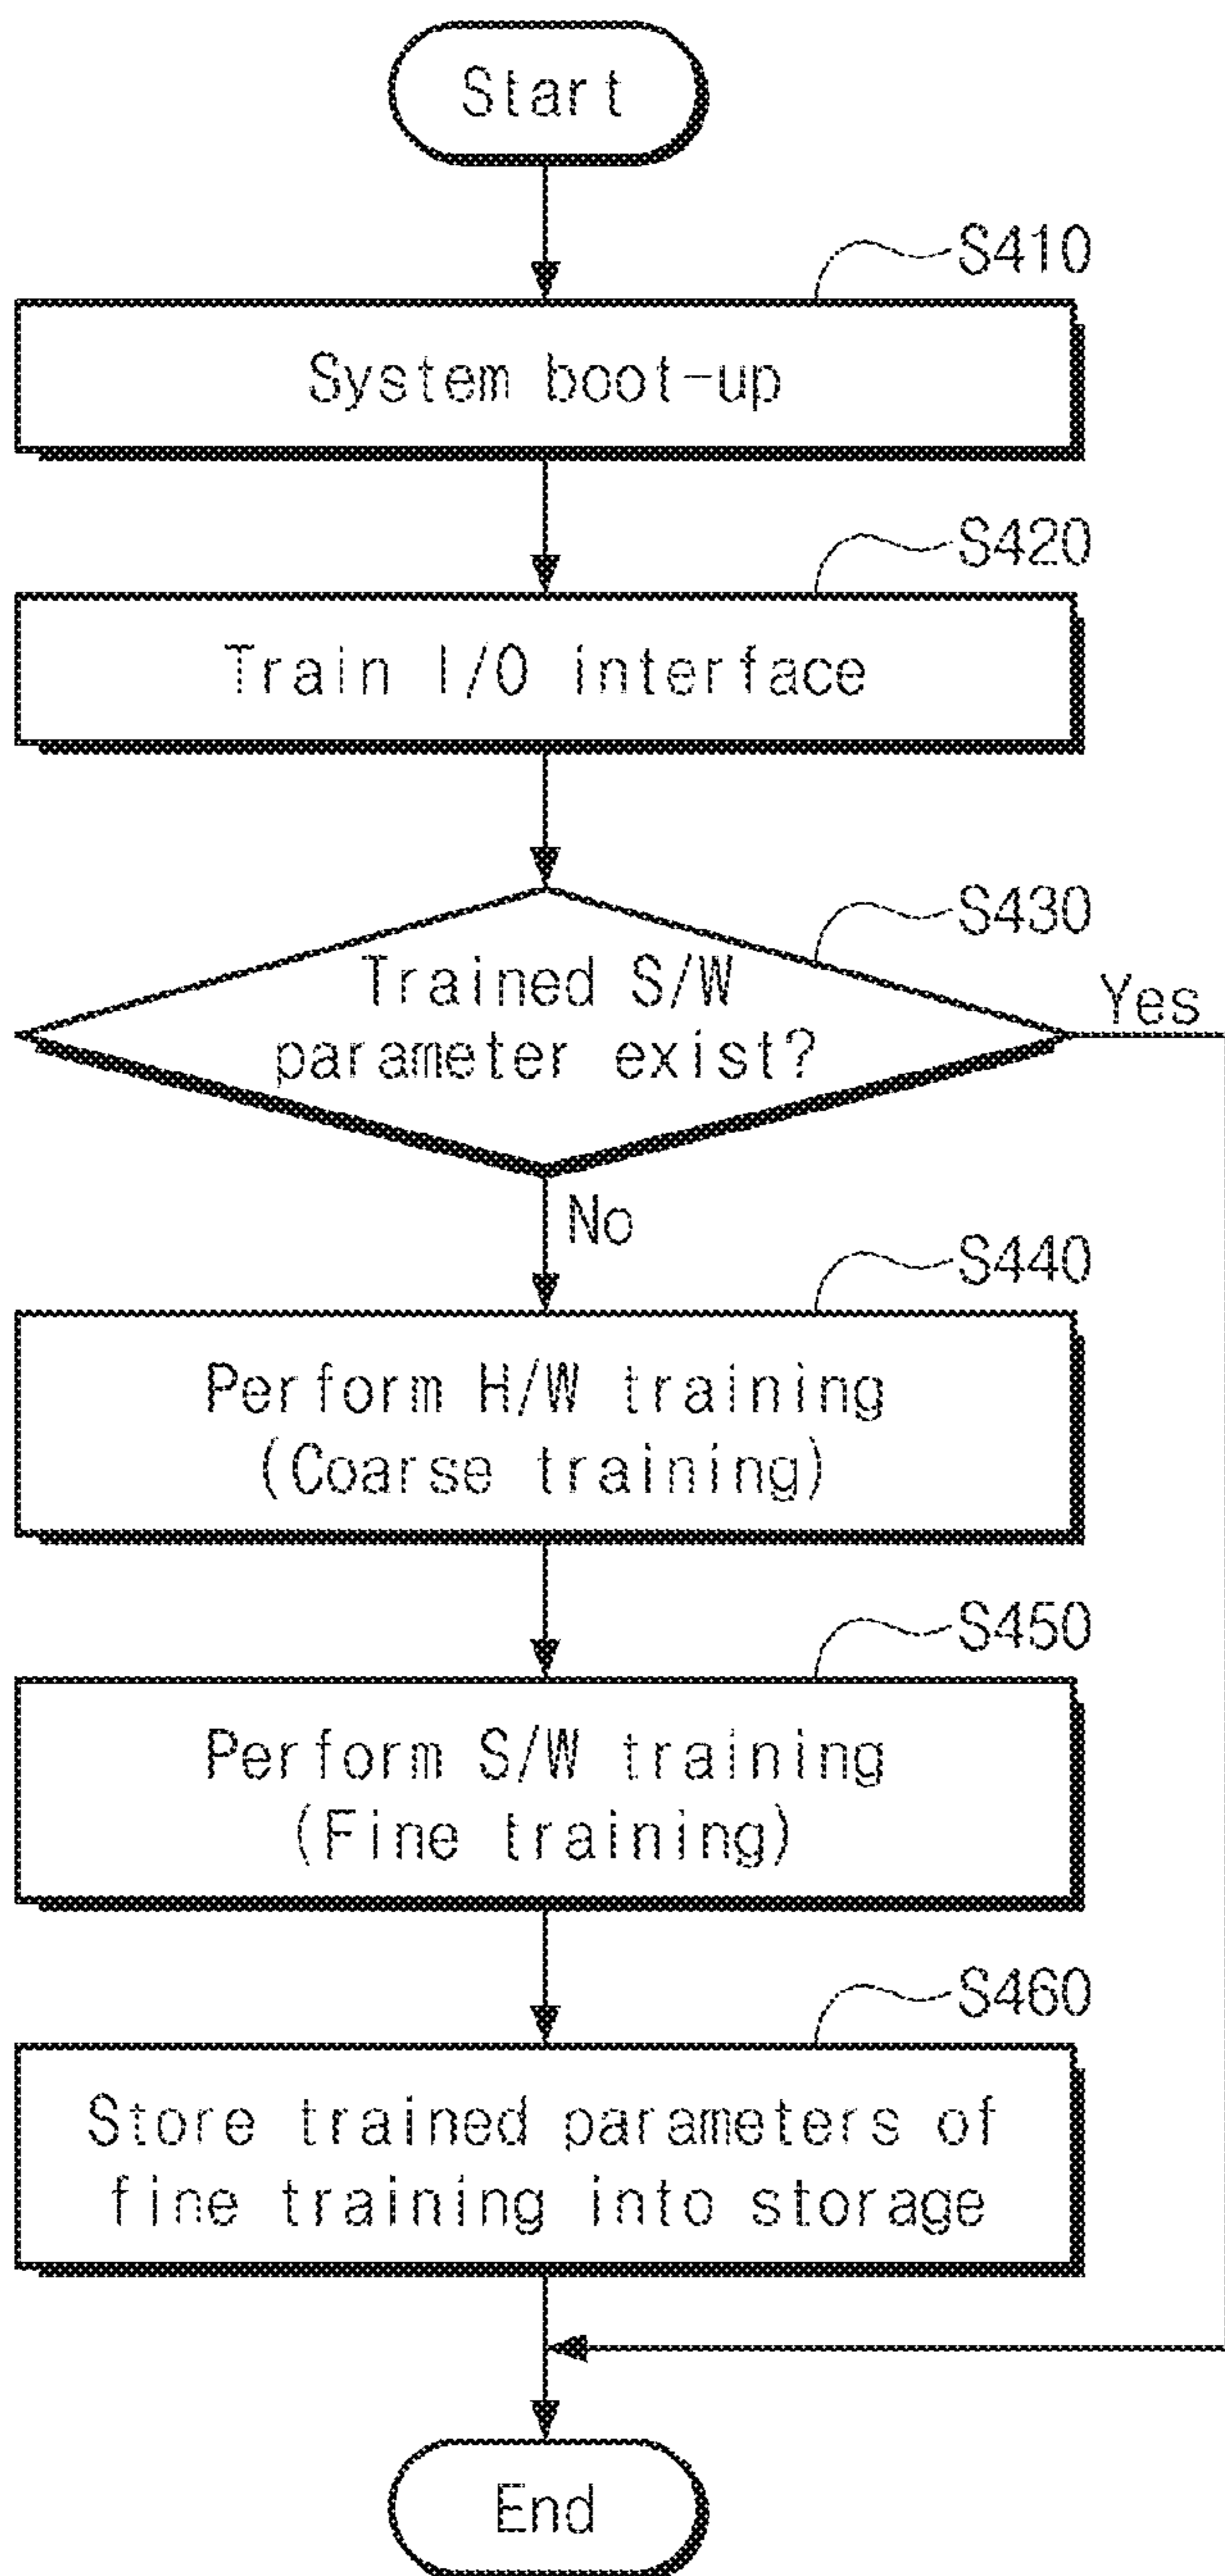 Start
S410
System boot-up
S420
Train I/O interface
S430
Trained S/W
parameter exist?
Yes
No
S440
Perform H/W training
(Coarse training)
S450
Perform S/W training
(Fine training)
S460
Store trained parameters of
fine training into storage
End